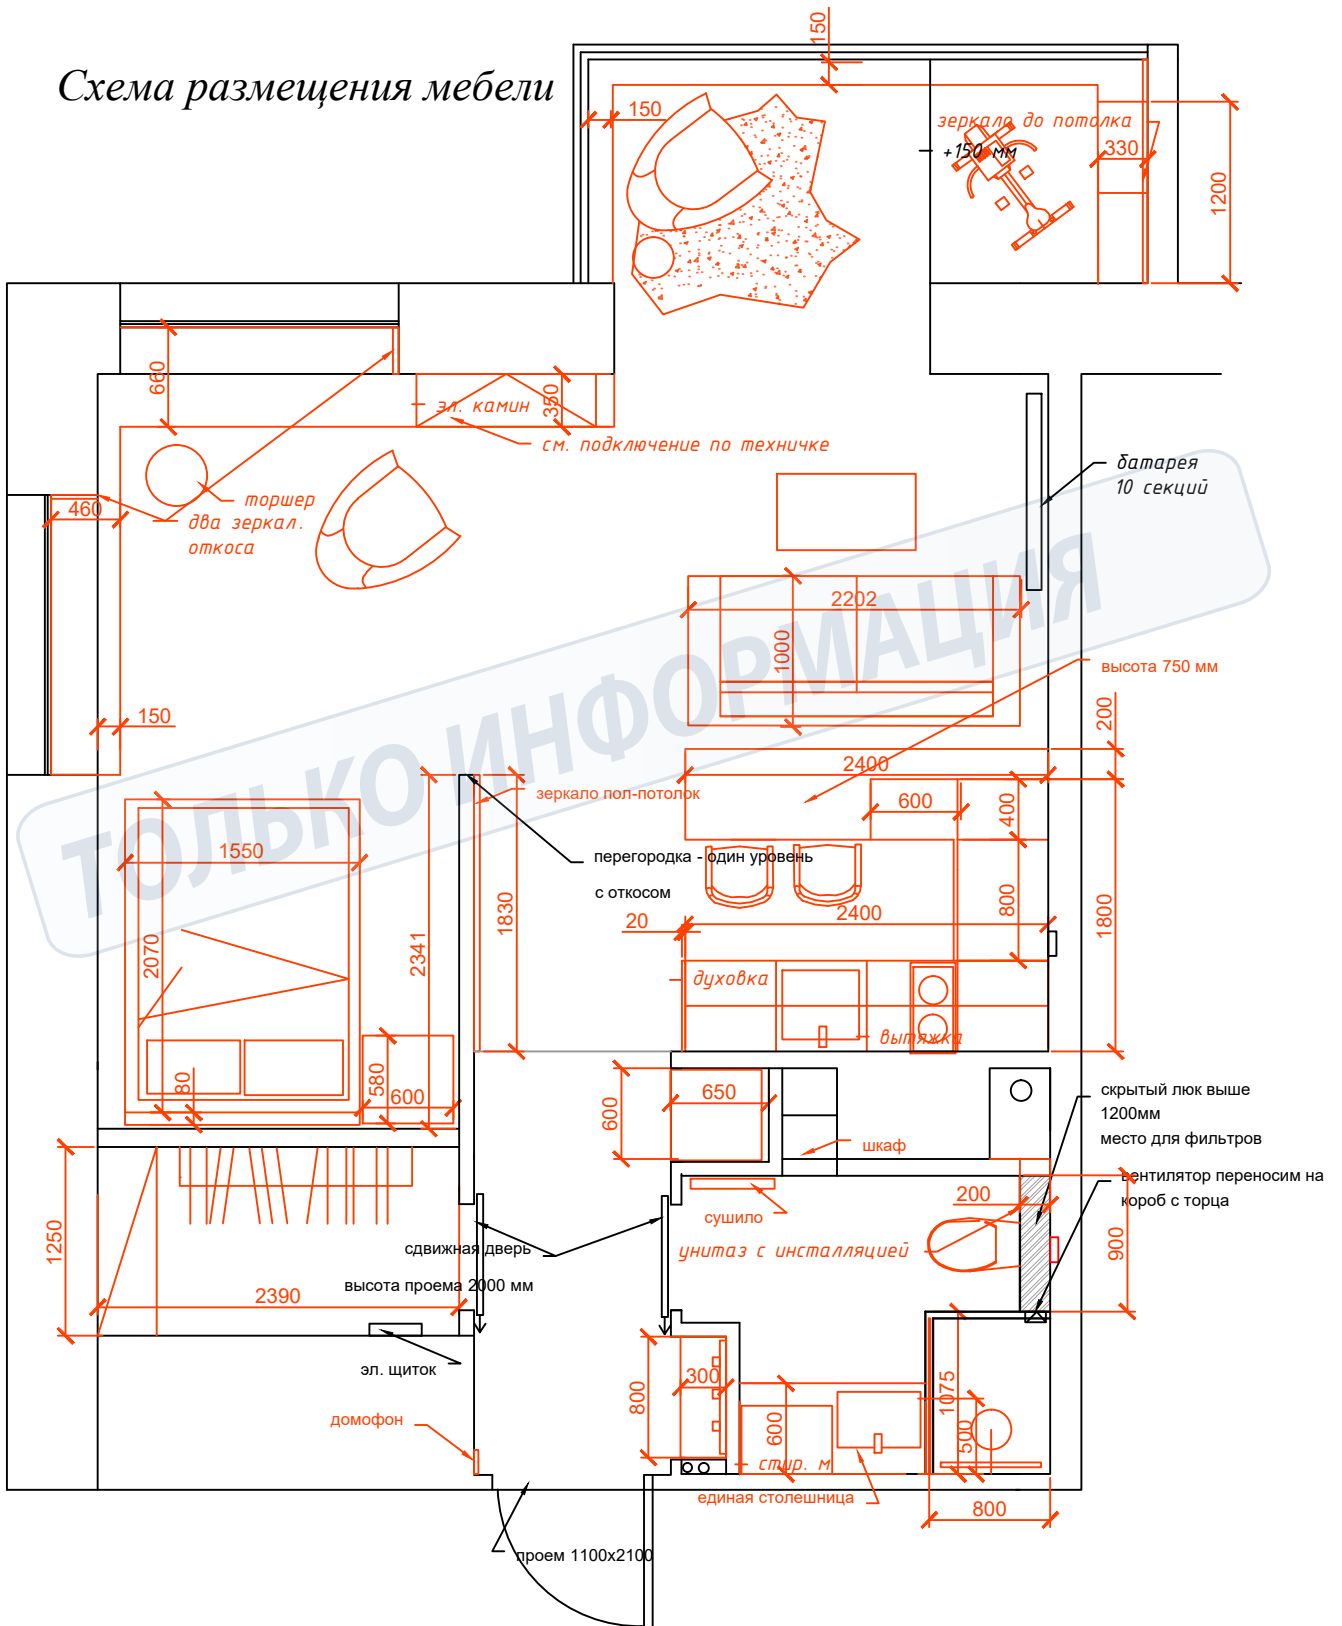 Схема размещения мебели
150
150
зеркало до потолка
+150 мм
330
1200
660
эл. камин
350
см. подключение по техничке
батарея
10 секций
460
торшер
два зеркал.
откоса
2202
1000
высота 750 мм
150
200
2400
зеркало пол-потолок
600
400
1550
перегородка - один уровень
с откосом
1830
800
1800
20
2400
2070
2341
духовка
вытяжка
580
80
600
600
650
скрытый люк выше
1200мм
место для фильтров
шкаф
вентилятор переносим на
короб с торца
200
сушило
900
1250
сдвижная дверь
унитаз с инсталляцией
высота проема 2000 мм
2390
эл. щиток
300
800
1075
600
500
домофон
стир. м
единая столешница
800
проем 1100х2100
ТОЛЬКО ИНФОРМАЦИЯ